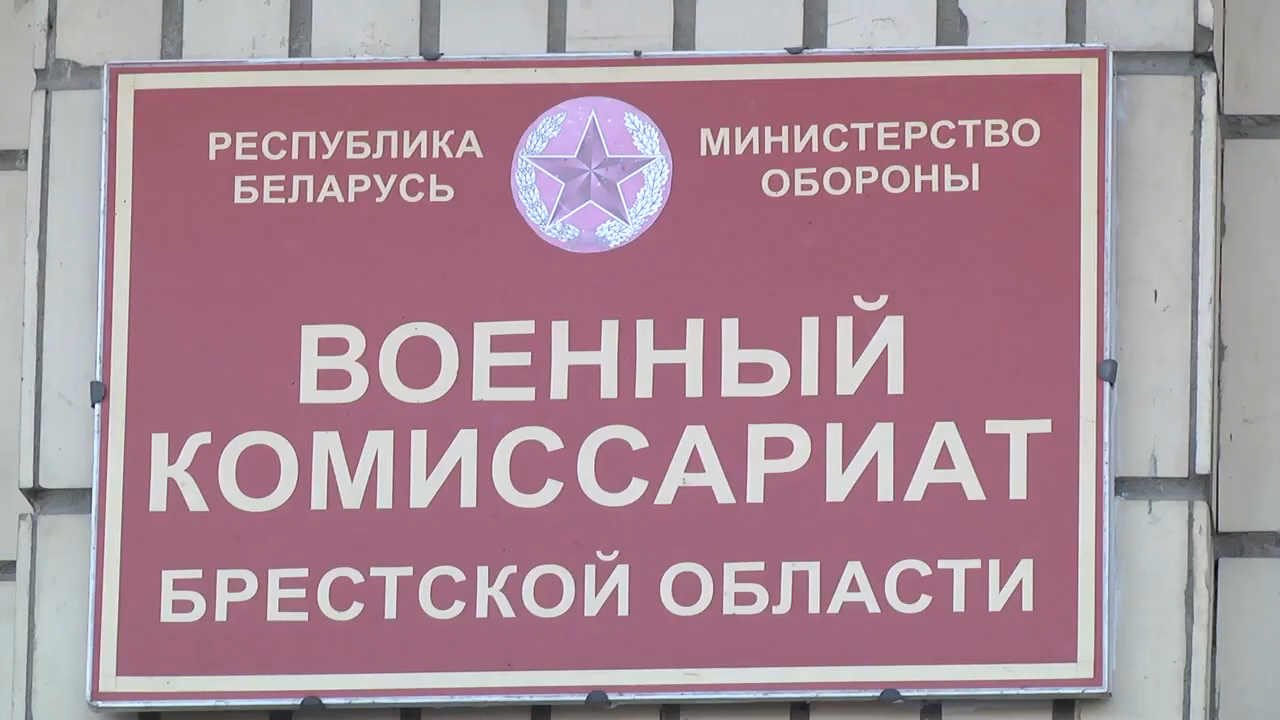 РЕСПУБЛИКА
БЕЛАРУСЬ
МИНИСТЕРСТВО
ОБОРОНЫ
ВОЕННЫЙ
КОМИССАРИАТ
БРЕСТСКОЙ ОБЛАСТИ